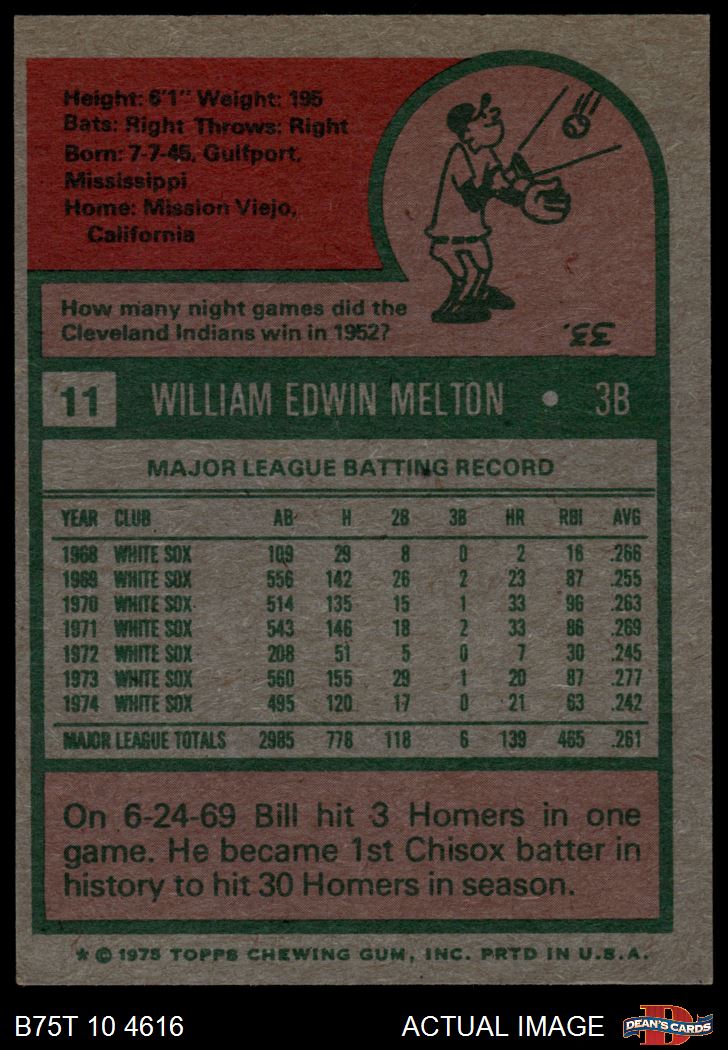 Height: 6'1" Weight: 195
Bats: Right Throws: Right
Born: 7-7-45, Gulfport,
Mississippi
Home: Mission Viejo,
California
How many night games did the
Cleveland Indians win in 1952?
33.
11 WILLIAM EDWIN MELTON • 3B
MAJOR LEAGUE BATTING RECORD
YEAR CLUB AB H 2B 3B HR RBI AVG
1968 WHITE SOX 109 29 8 0 2 16 .266
1969 WHITE SOX 556 142 26 2 23 87 .255
1970 WHITE SOX 514 135 15 1 33 96 .263
1971 WHITE SOX 543 146 18 2 33 86 .269
1972 WHITE SOX 208 51 5 0 7 30 .245
1973 WHITE SOX 560 155 29 1 20 87 .277
1974 WHITE SOX 495 120 17 0 21 63 .242
MAJOR LEAGUE TOTALS 2985 778 118 6 139 465 .261
On 6-24-69 Bill hit 3 Homers in one
game. He became 1st Chisox batter in
history to hit 30 Homers in season.
* © 1975 TOPPS CHEWING GUM, INC. PRTD IN U.S.A.
B75T 10 4616 ACTUAL IMAGE D DEAN'S CARDS